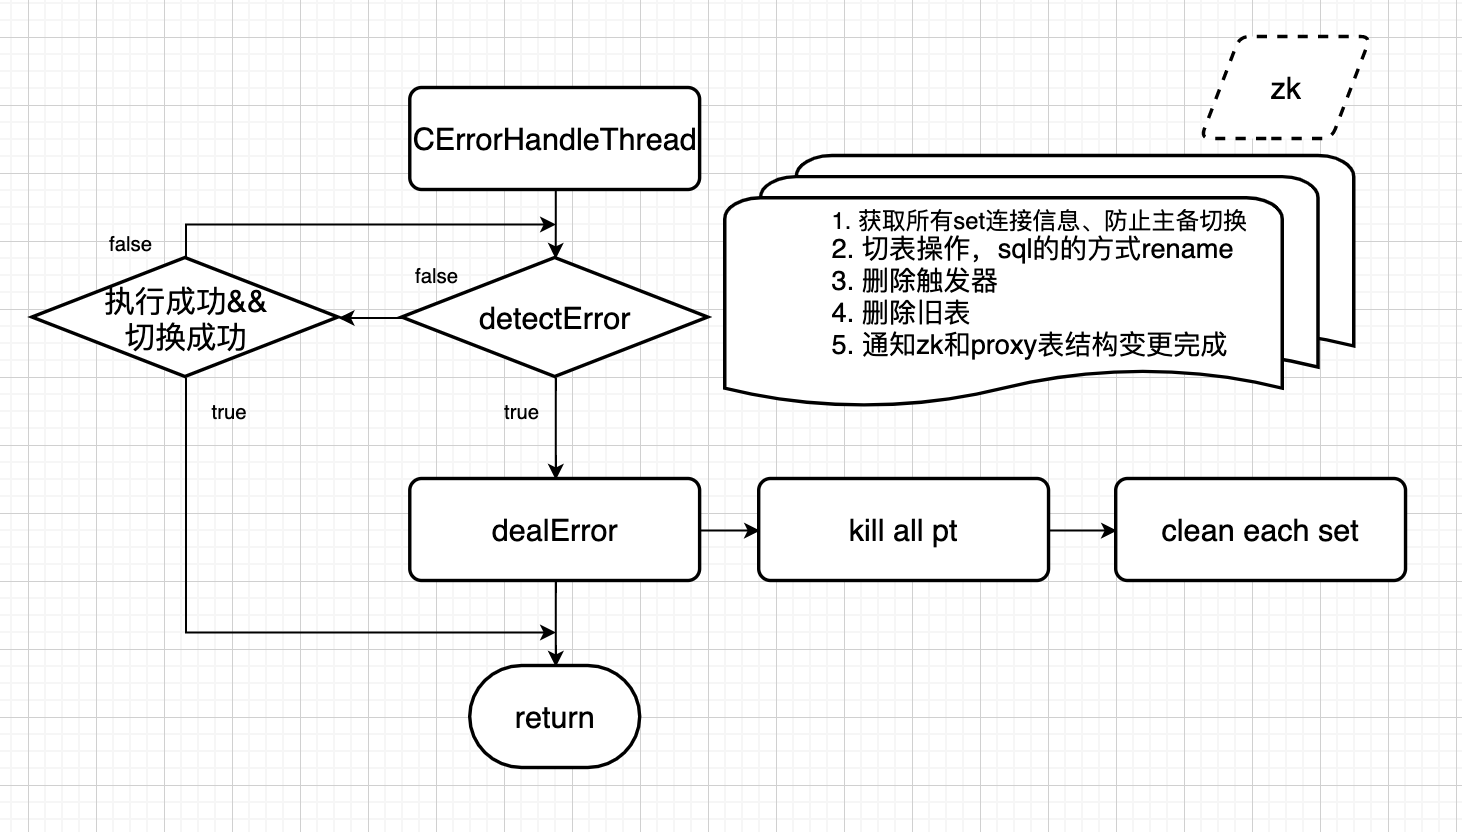 zk
CErrorHandleThread
1. 获取所有set连接信息、防止主备切换
2. 切表操作，sql的的方式rename
3. 删除触发器
4. 删除旧表
5. 通知zk和proxy表结构变更完成
false
false
执行成功&&
切换成功
detectError
true
true
dealError
kill all pt
clean each set
return